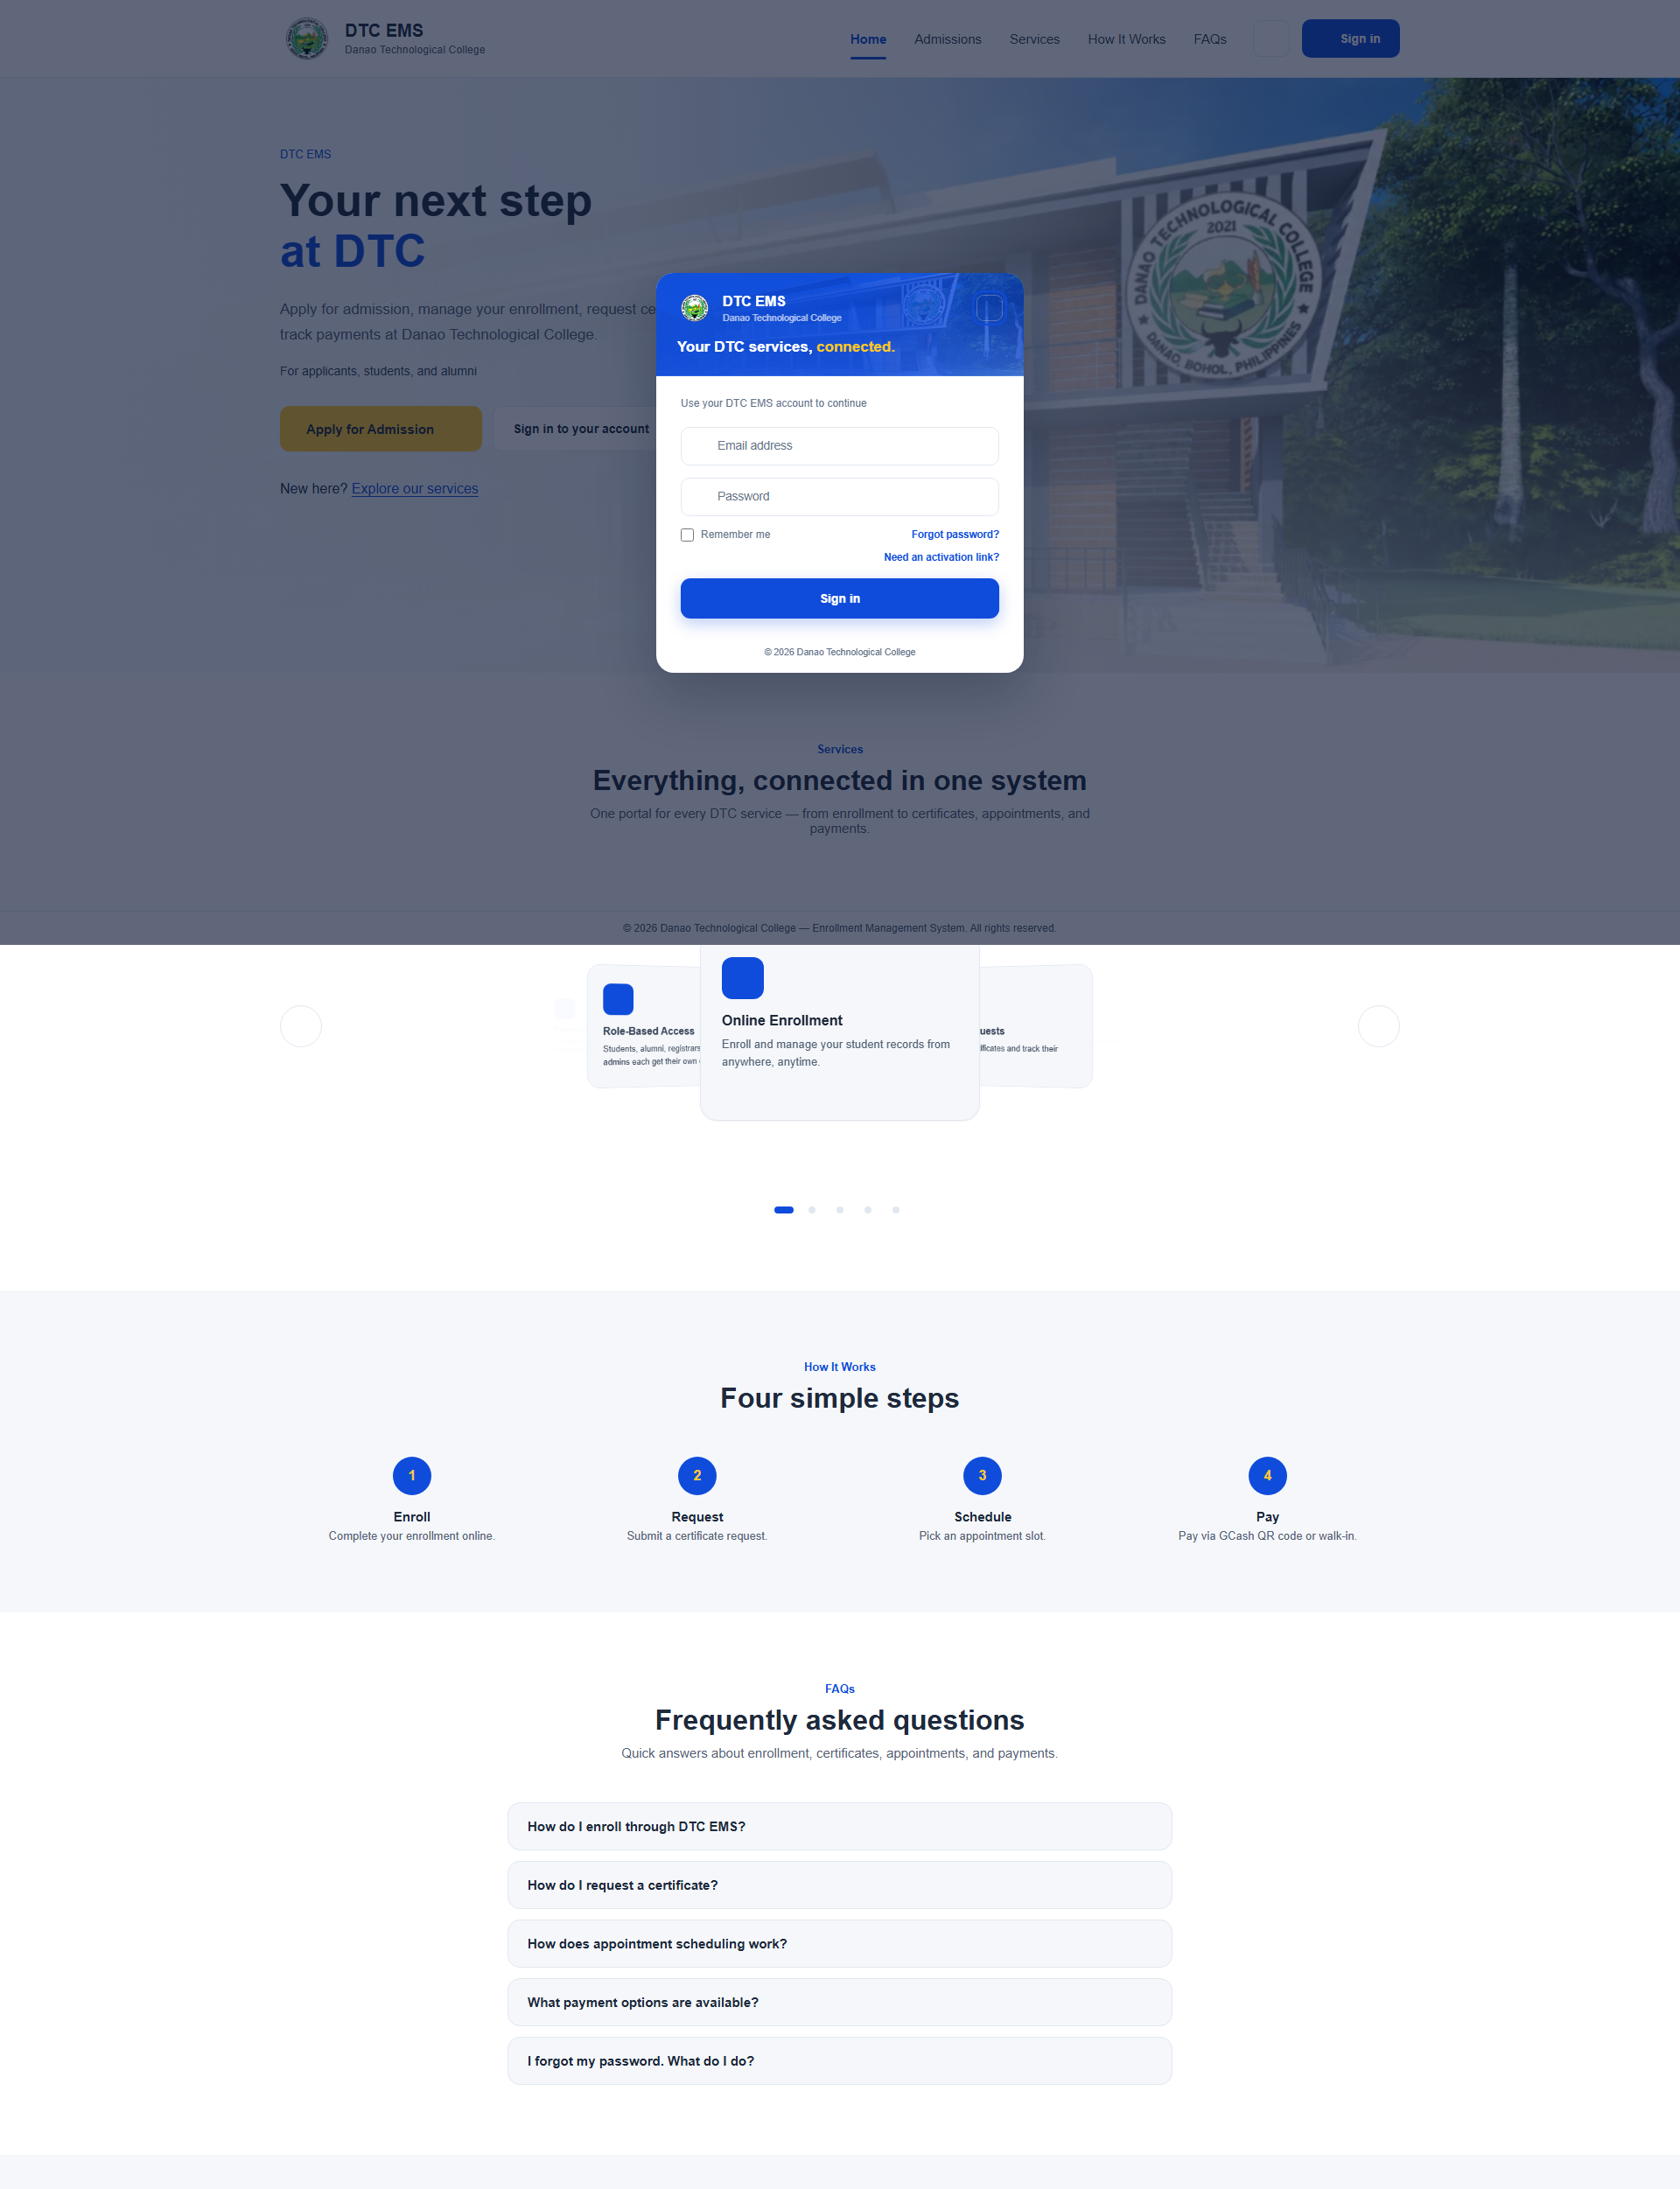 DTC EMS
Danao Technological College
Home
Admissions
Services
How It Works
FAQs
Sign in
DTC EMS
Your next step
at DTC
Apply for admission, manage your enrollment, request ce
track payments at Danao Technological College.
For applicants, students, and alumni
Apply for Admission
Sign in to your account
New here? Explore our services
DANAO TECHNOLOGICAL COLLEGE
2021
DANAO, BOHOL, PHILIPPINES
DTC EMS
Danao Technological College
Your DTC services, connected.
Use your DTC EMS account to continue
Email address
Password
Remember me
Forgot password?
Need an activation link?
Sign in
© 2026 Danao Technological College
Services
Everything, connected in one system
One portal for every DTC service — from enrollment to certificates, appointments, and
payments.
© 2026 Danao Technological College — Enrollment Management System. All rights reserved.
Role-Based Access
Students, alumni, registrars
admins each get their own
Online Enrollment
Enroll and manage your student records from
anywhere, anytime.
uests
ificates and track their
How It Works
Four simple steps
1
Enroll
Complete your enrollment online.
2
Request
Submit a certificate request.
3
Schedule
Pick an appointment slot.
4
Pay
Pay via GCash QR code or walk-in.
FAQs
Frequently asked questions
Quick answers about enrollment, certificates, appointments, and payments.
How do I enroll through DTC EMS?
How do I request a certificate?
How does appointment scheduling work?
What payment options are available?
I forgot my password. What do I do?